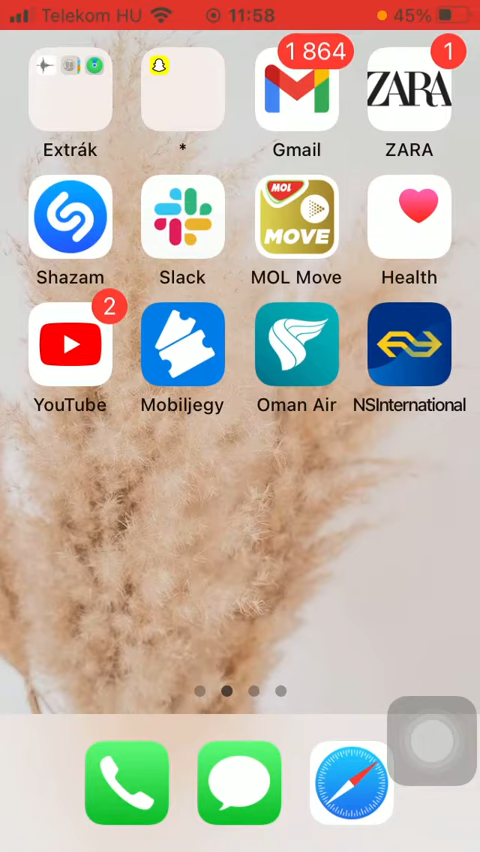 Telekom HU 11:58 45%
1 864 1
ZARA
Extrák * Gmail ZARA
MOL
MOVE
Shazam Slack MOL Move Health
2
YouTube Mobiljegy Oman Air NSInternational